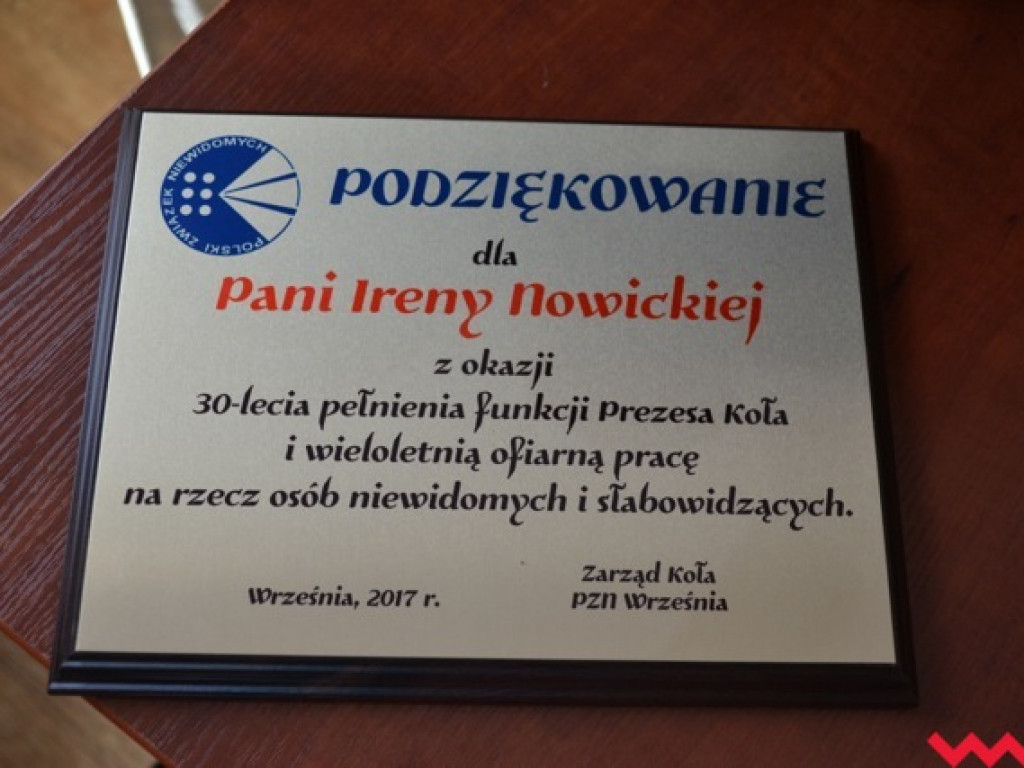 POLSKI ZWIĄZEK NIEWIDOMYCH
PODZIĘKOWANIE
dla
Pani Ireny Nowickiej
z okazji
30-lecia pełnienia funkcji Prezesa Koła
i wieloletnią ofiarną pracę
na rzecz osób niewidomych i słabowidzących.
Września, 2017 r.
Zarząd Koła
PZN Września